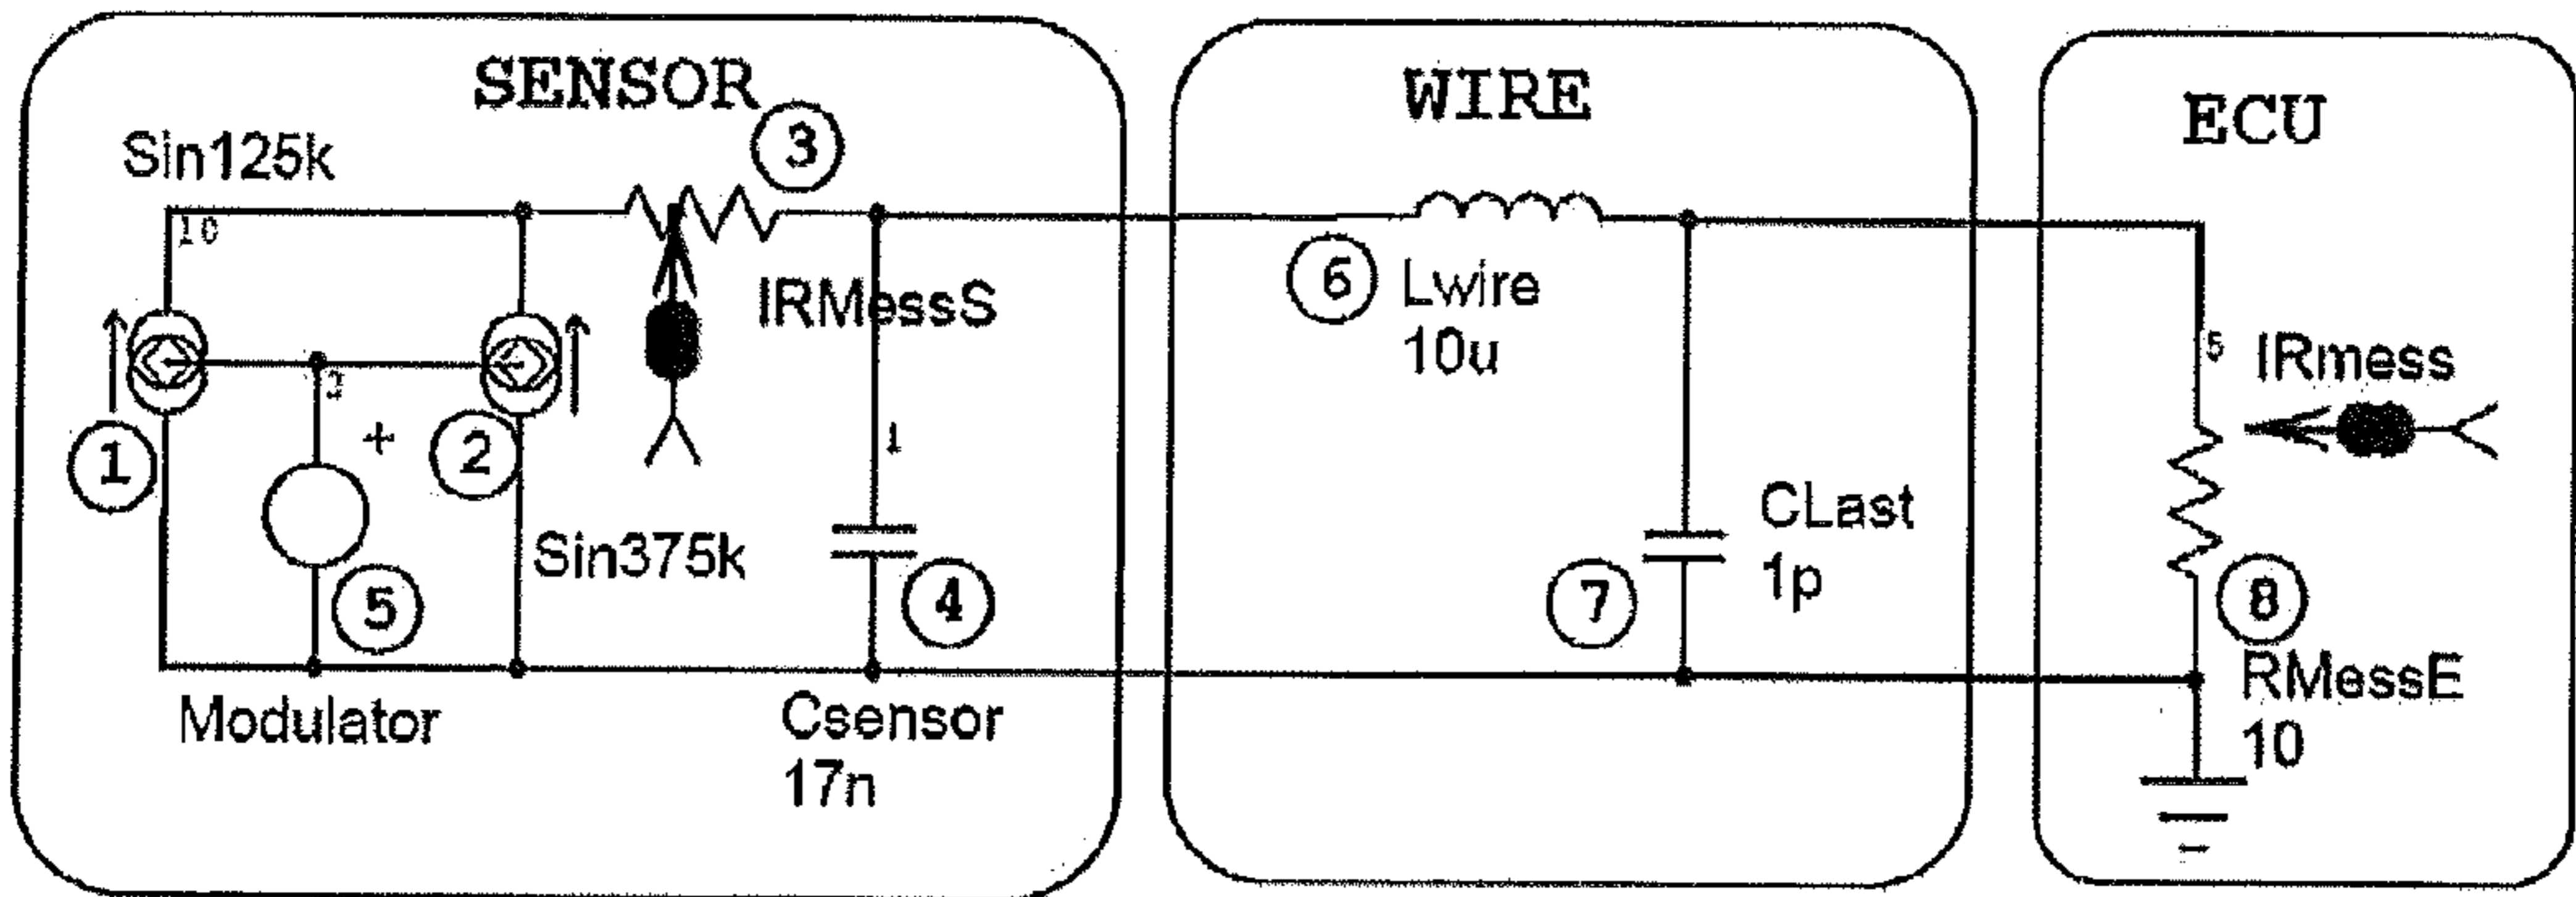 SENSOR
Sin125k
3
10
IRMessS
1
2
+
5
Sin375k
1
4
Modulator
Csensor
17n
WIRE
6
Lwire
10u
CLast
1p
7
ECU
5
IRmess
8
RMessE
10